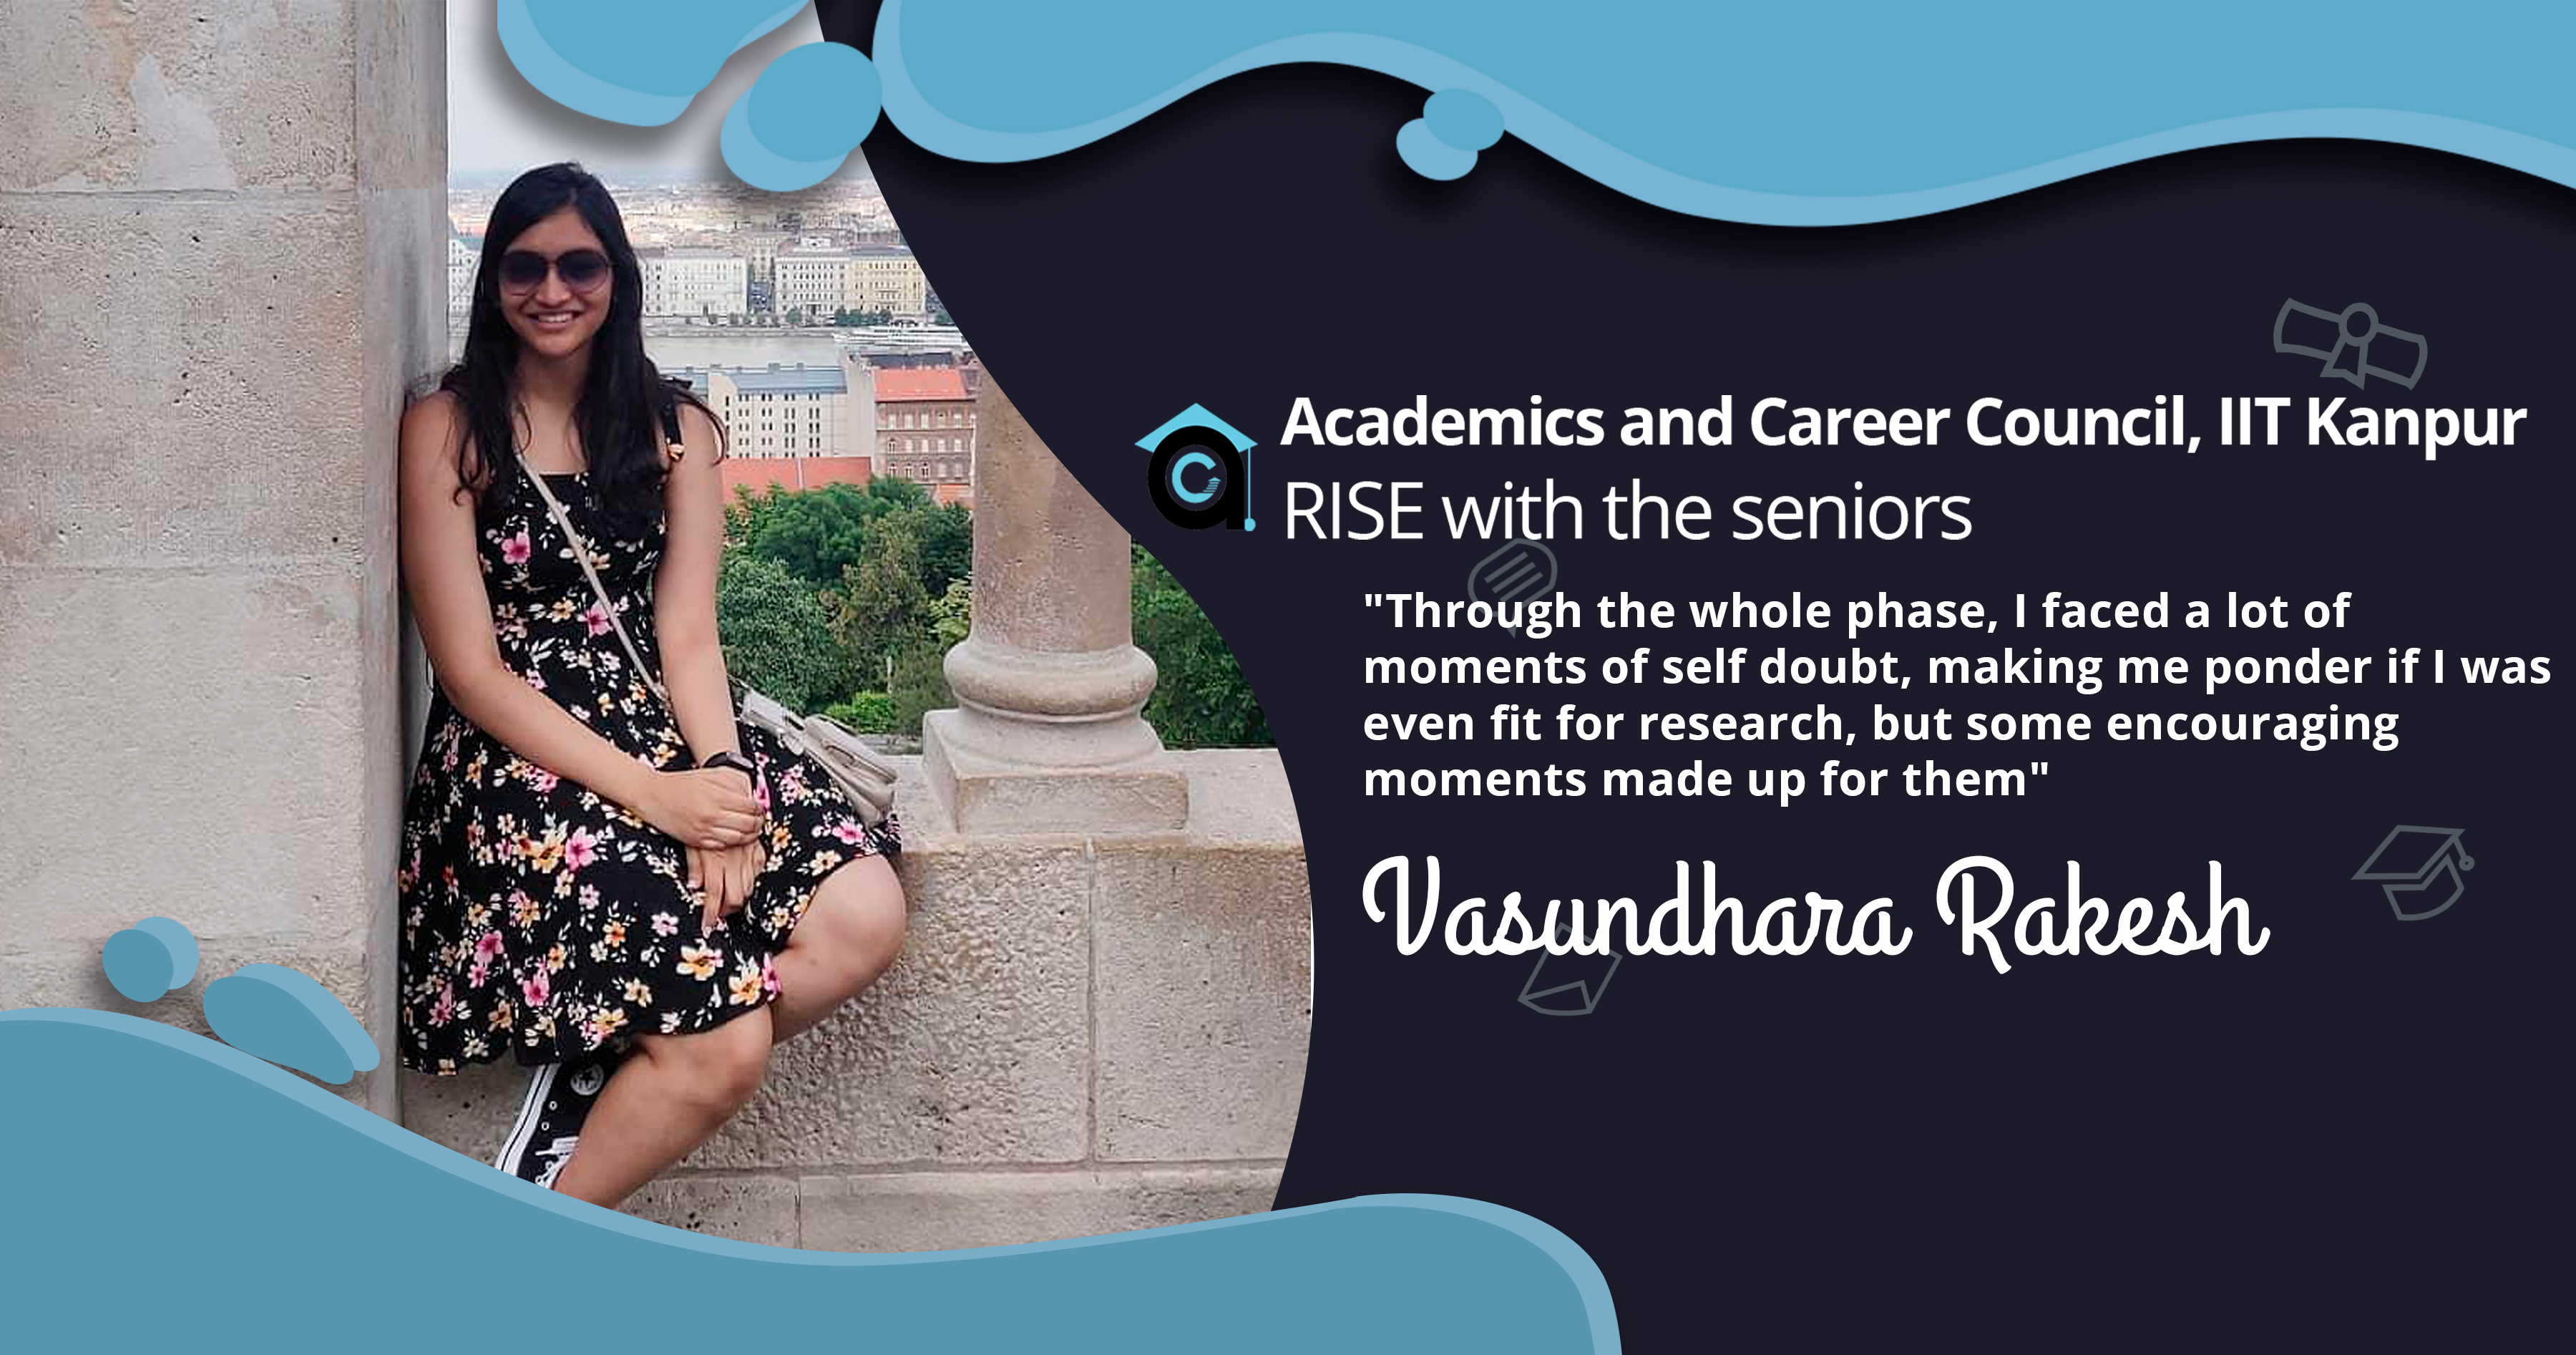 Academics and Career Council, IIT Kanpur
RISE with the seniors
"Through the whole phase, I faced a lot of
moments of self doubt, making me ponder if I was
even fit for research, but some encouraging
moments made up for them"
Vasundhara Rakesh